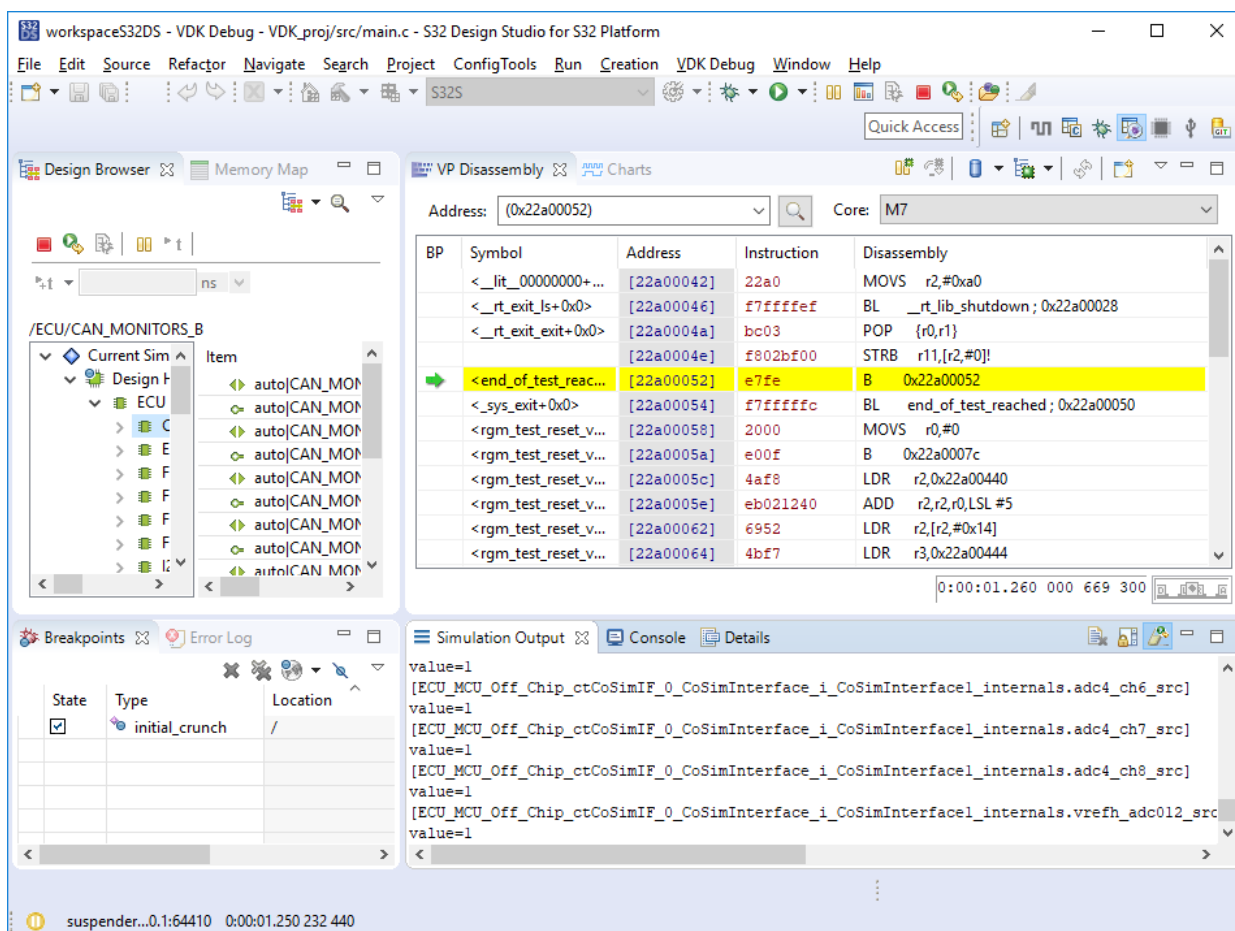 workspaceS32DS - VDK Debug - VDK_proj/src/main.c - S32 Design Studio for S32 Platform
File Edit Source Refactor Navigate Search Project ConfigTools Run Creation VDK Debug Window Help
S32S
Quick Access
GIT
Design Browser Memory Map
ns
/ECU/CAN_MONITORS_B
Current Sim Item
Design H
ECU
C
E
F
F
F
F
I2
auto|CAN_MON
auto|CAN_MON
auto|CAN_MON
auto|CAN_MON
auto|CAN_MON
auto|CAN_MON
auto|CAN_MON
auto|CAN_MON
auto|CAN_MON
VP Disassembly Charts
Address: (0x22a00052) Core: M7
BP Symbol Address Instruction Disassembly
<__lit__00000000+... [22a00042] 22a0 MOVS r2,#0xa0
<__rt_exit_ls+0x0> [22a00046] f7ffffef BL __rt_lib_shutdown ; 0x22a00028
<__rt_exit_exit+0x0> [22a0004a] bc03 POP {r0,r1}
[22a0004e] f802bf00 STRB r11,[r2,#0]!
<end_of_test_reac... [22a00052] e7fe B 0x22a00052
<_sys_exit+0x0> [22a00054] f7fffffc BL end_of_test_reached ; 0x22a00050
<rgm_test_reset_v... [22a00058] 2000 MOVS r0,#0
<rgm_test_reset_v... [22a0005a] e00f B 0x22a0007c
<rgm_test_reset_v... [22a0005c] 4af8 LDR r2,0x22a00440
<rgm_test_reset_v... [22a0005e] eb021240 ADD r2,r2,r0,LSL #5
<rgm_test_reset_v... [22a00062] 6952 LDR r2,[r2,#0x14]
<rgm_test_reset_v... [22a00064] 4bf7 LDR r3,0x22a00444
0:00:01.260 000 669 300
Breakpoints Error Log
State Type Location
initial_crunch /
Simulation Output Console Details
value=1
[ECU_MCU_Off_Chip_ctCoSimIF_0_CoSimInterface_i_CoSimInterface1_internals.adc4_ch6_src]
value=1
[ECU_MCU_Off_Chip_ctCoSimIF_0_CoSimInterface_i_CoSimInterface1_internals.adc4_ch7_src]
value=1
[ECU_MCU_Off_Chip_ctCoSimIF_0_CoSimInterface_i_CoSimInterface1_internals.adc4_ch8_src]
value=1
[ECU_MCU_Off_Chip_ctCoSimIF_0_CoSimInterface_i_CoSimInterface1_internals.vrefh_adc012_src
value=1
suspender...0.1:64410 0:00:01.250 232 440